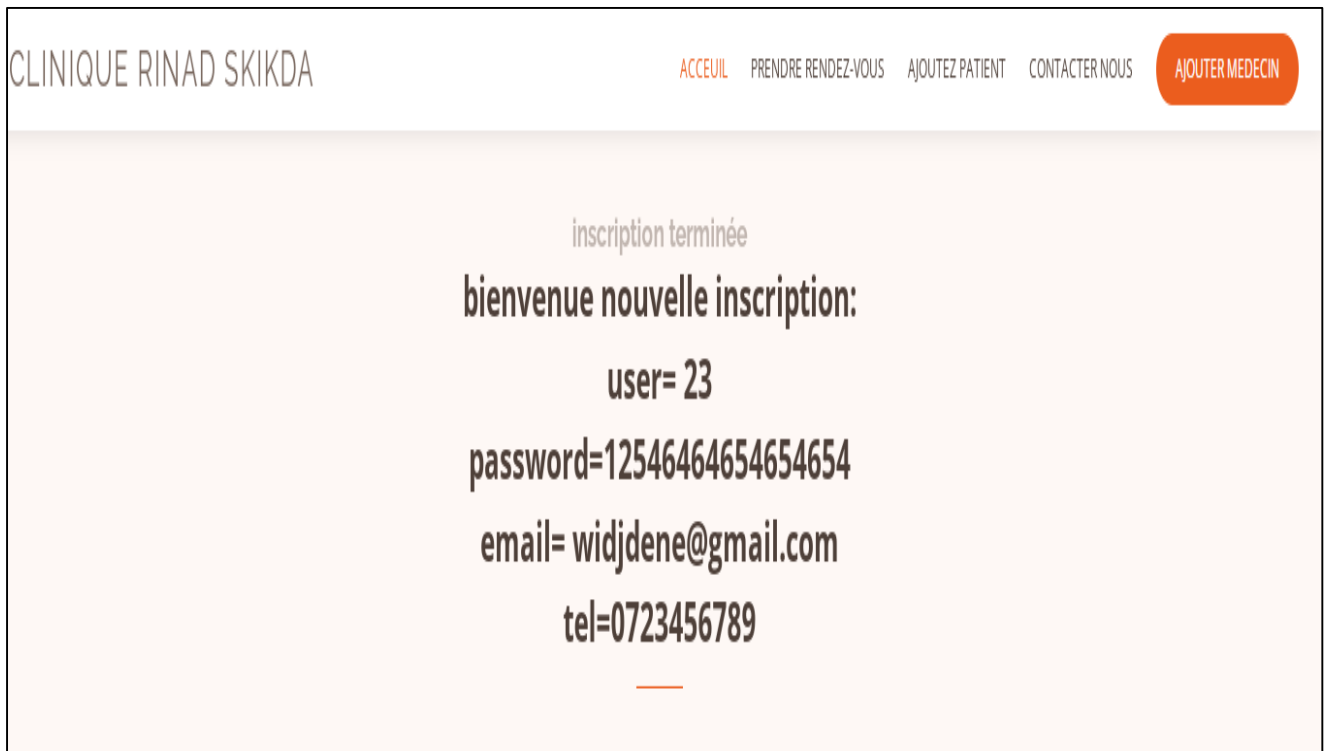 CLINIQUE RINAD SKIKDA
ACCEUIL PRENDRE RENDEZ-VOUS AJOUTEZ PATIENT CONTACTER NOUS AJOUTER MEDECIN
inscription terminée
bienvenue nouvelle inscription:
user= 23
password=12546464654654654
email= widjdene@gmail.com
tel=0723456789